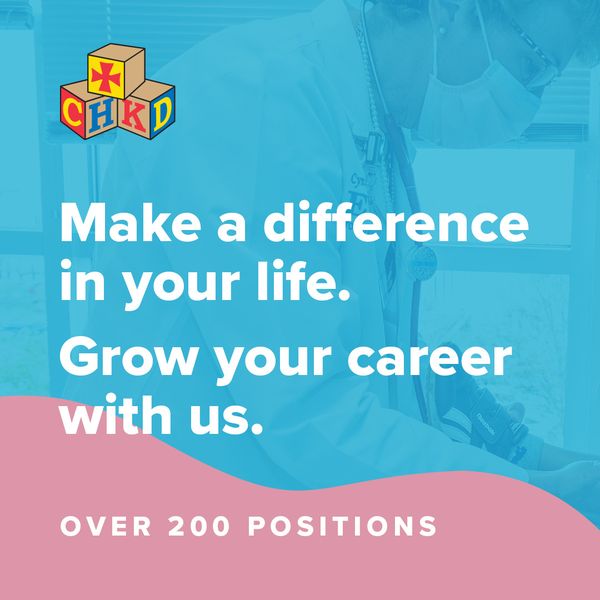 CHKD
Make a difference
in your life.
Grow your career
with us.
OVER 200 POSITIONS